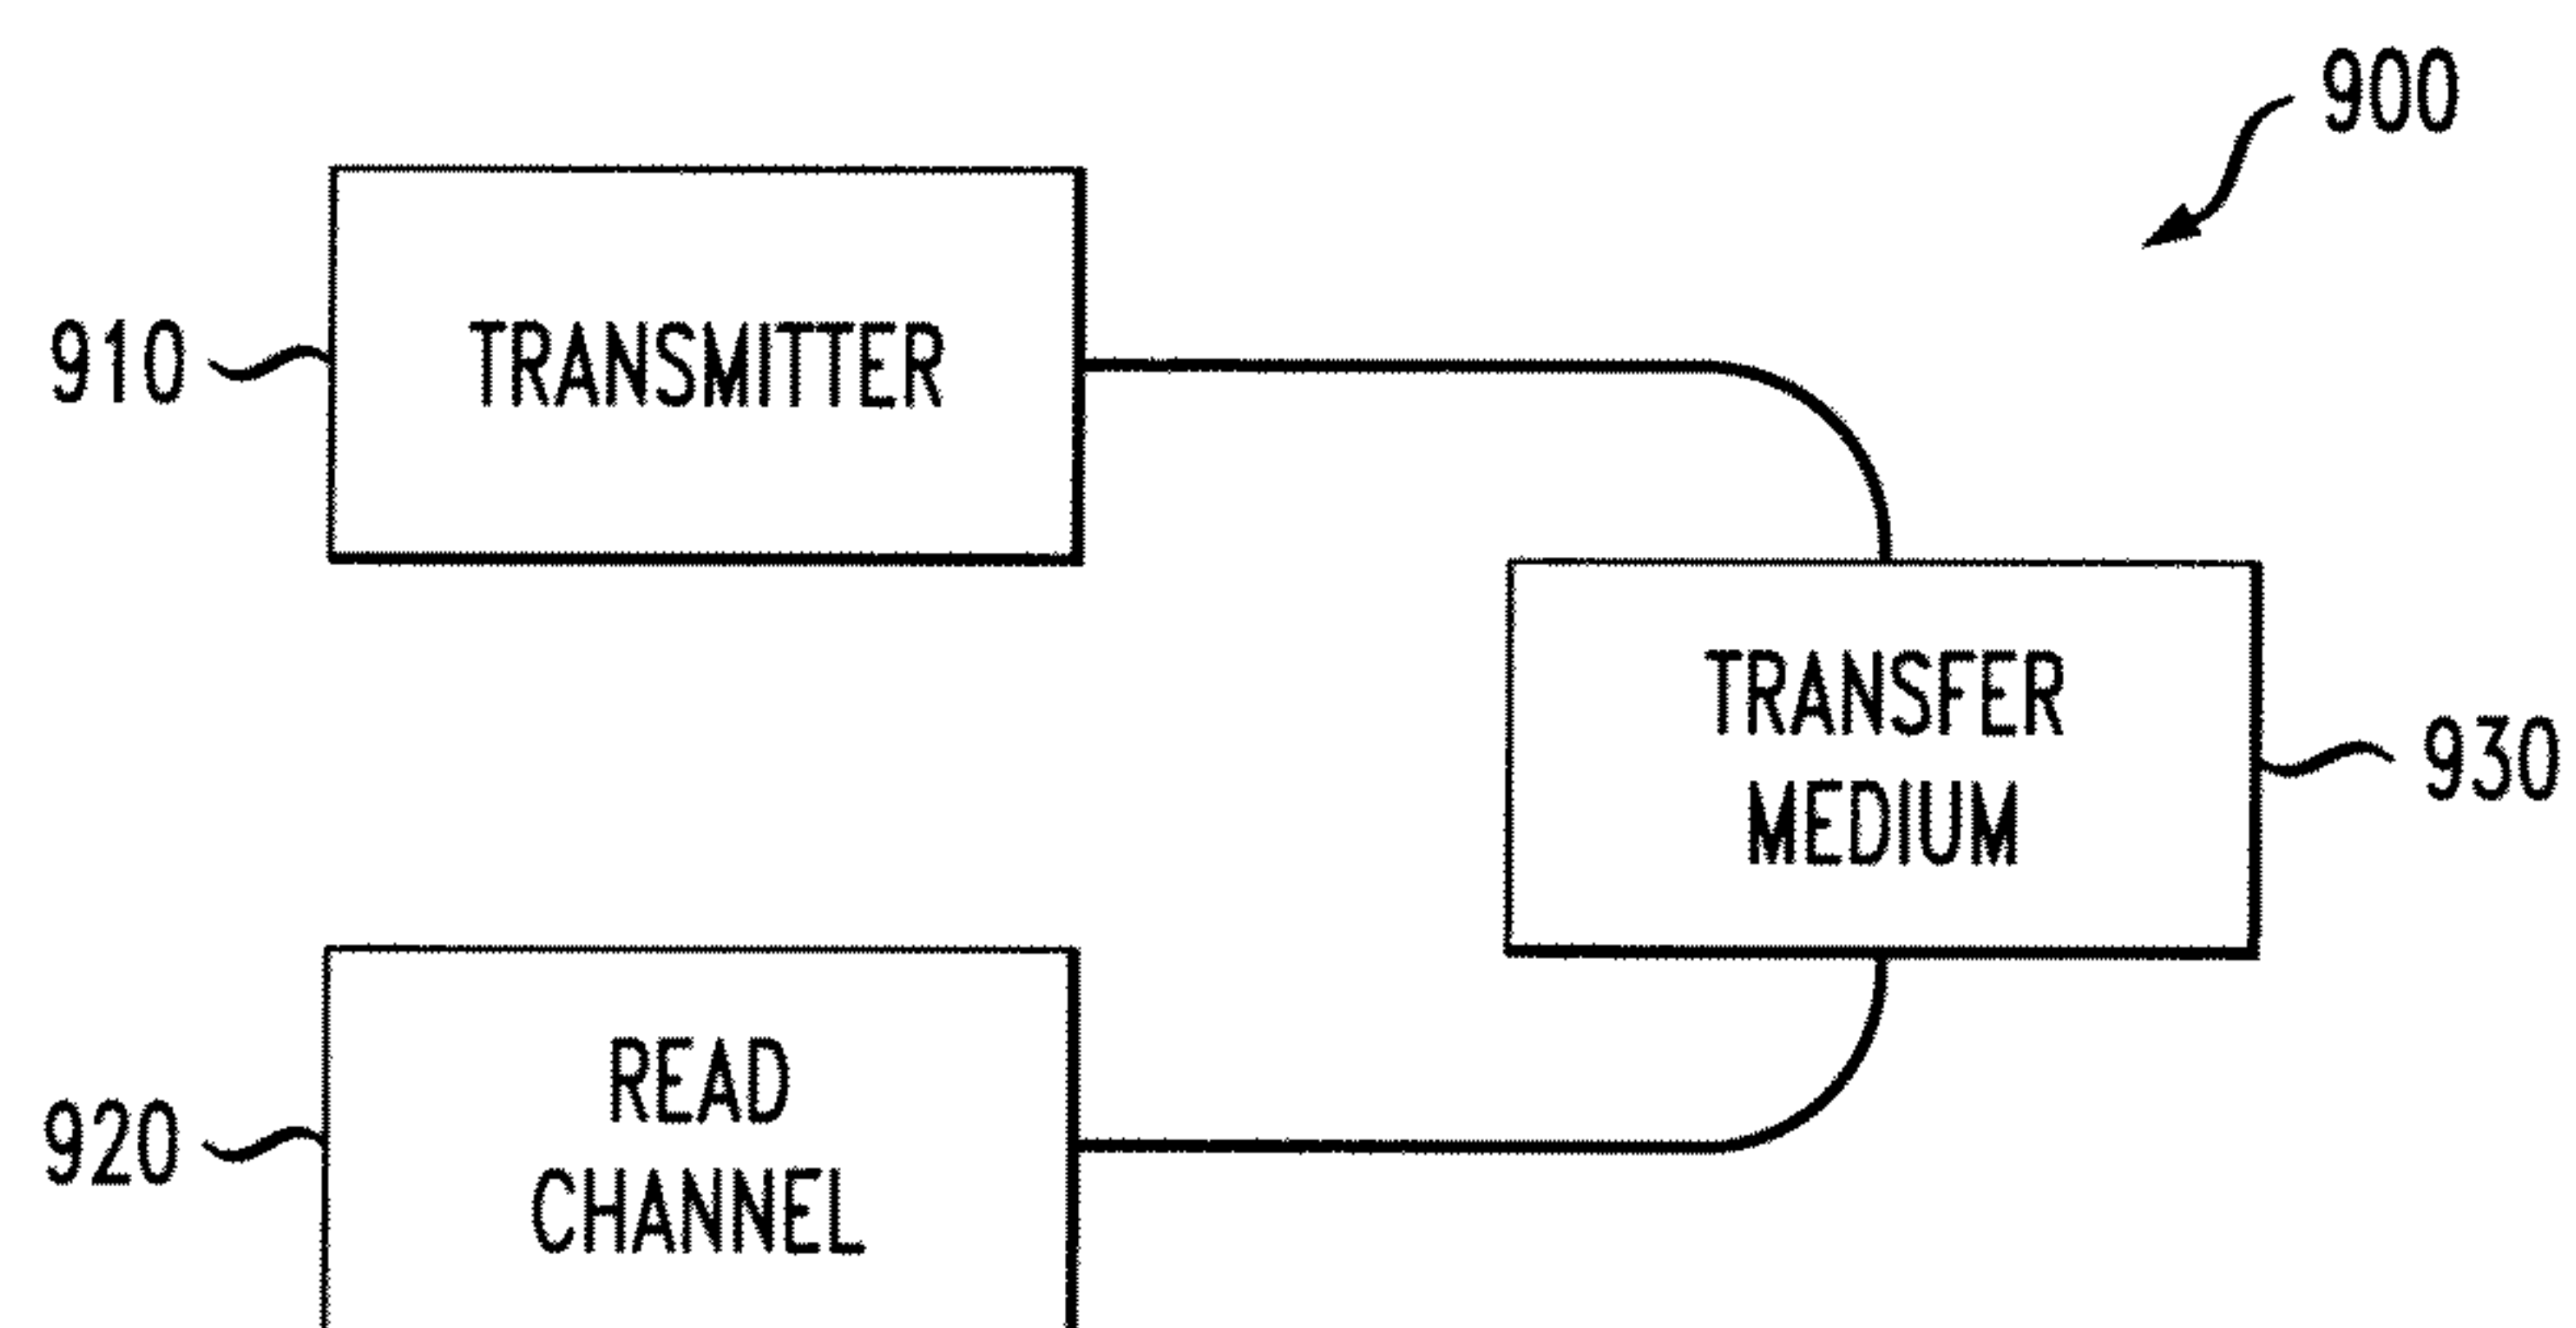 900
910
TRANSMITTER
TRANSFER
MEDIUM
930
920
READ
CHANNEL